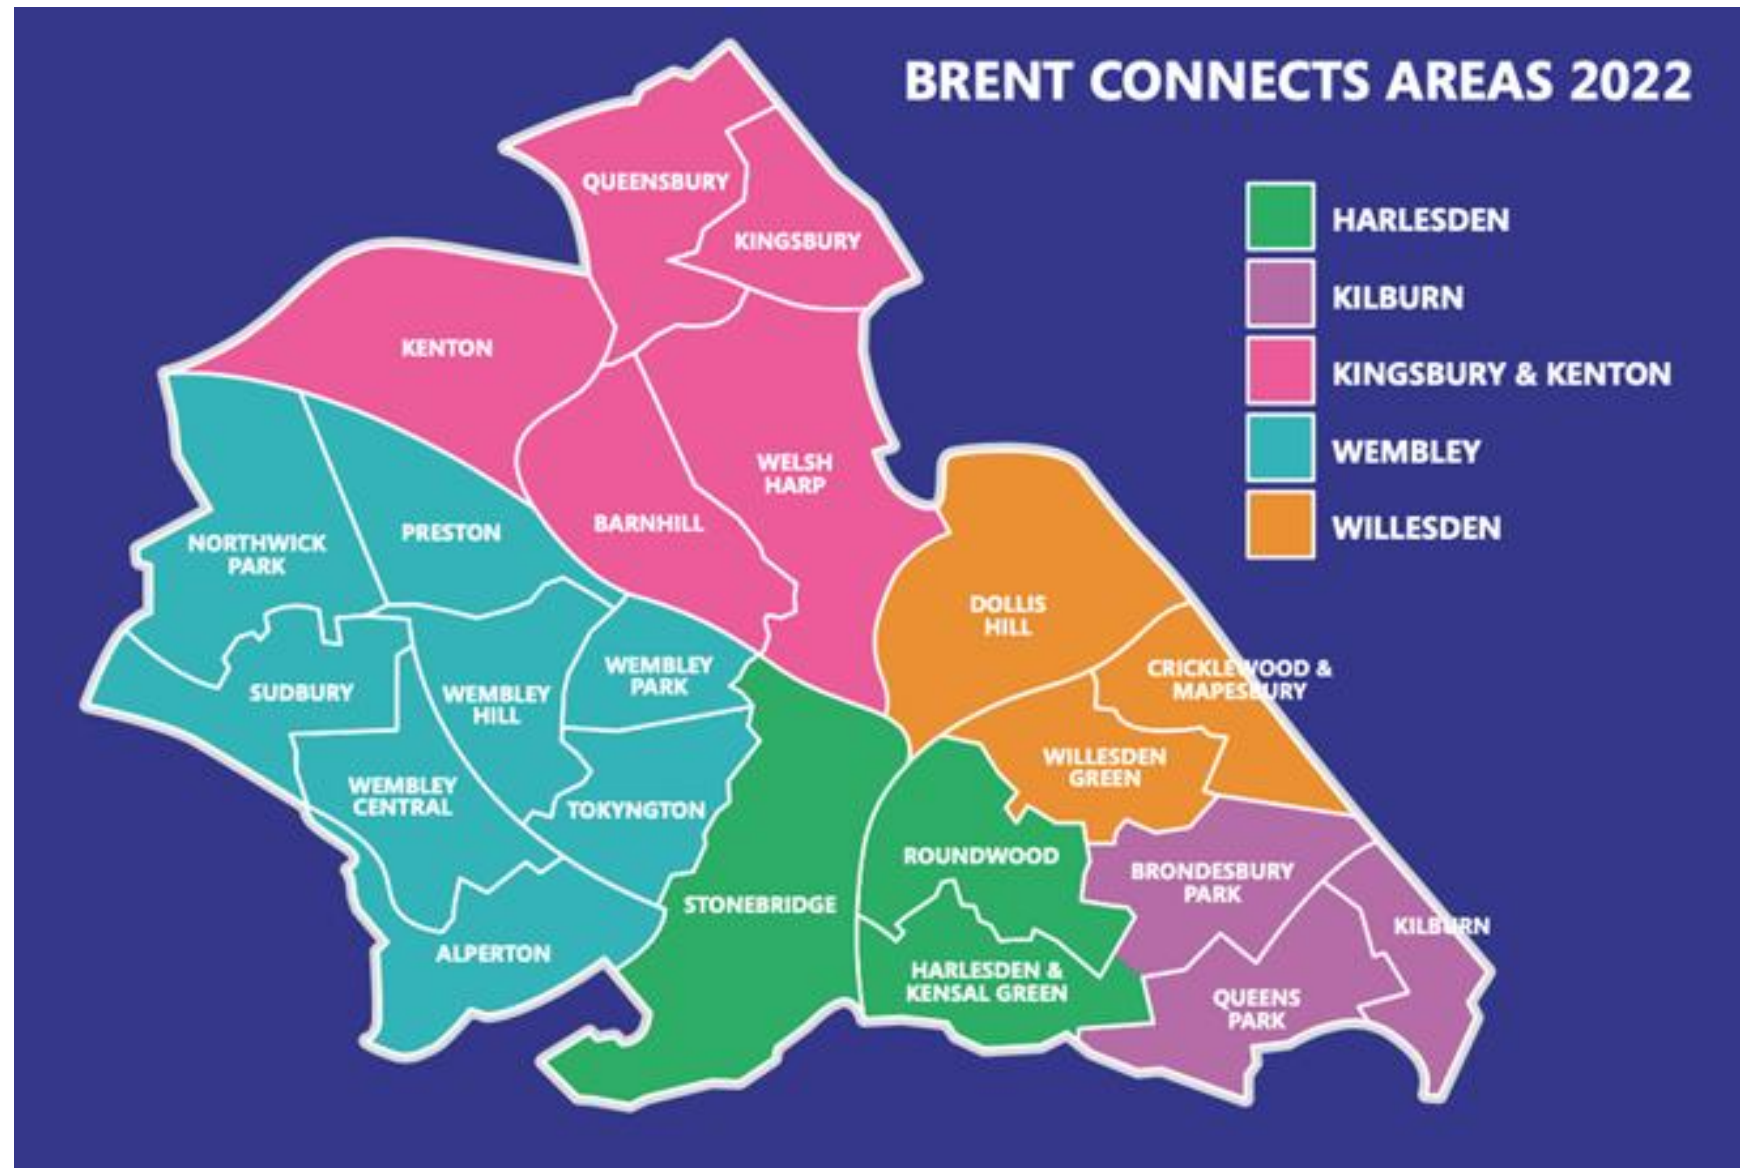 BRENT CONNECTS AREAS 2022
HARLESDEN
KILBURN
KINGSBURY & KENTON
WEMBLEY
WILLESDEN
QUEENSBURY
KINGSBURY
KENTON
WELSH
HARP
BARNHILL
PRESTON
NORTHWICK
PARK
DOLLIS
HILL
CRICKLEWOOD &
MAPESBURY
WEMBLEY
PARK
SUDBURY
WEMBLEY
HILL
WILLESDEN
GREEN
WEMBLEY
CENTRAL
TOKYNGTON
ROUNDWOOD
BRONDESBURY
PARK
STONEBRIDGE
KILBURN
ALPERTON
HARLESDEN &
KENSAL GREEN
QUEENS
PARK